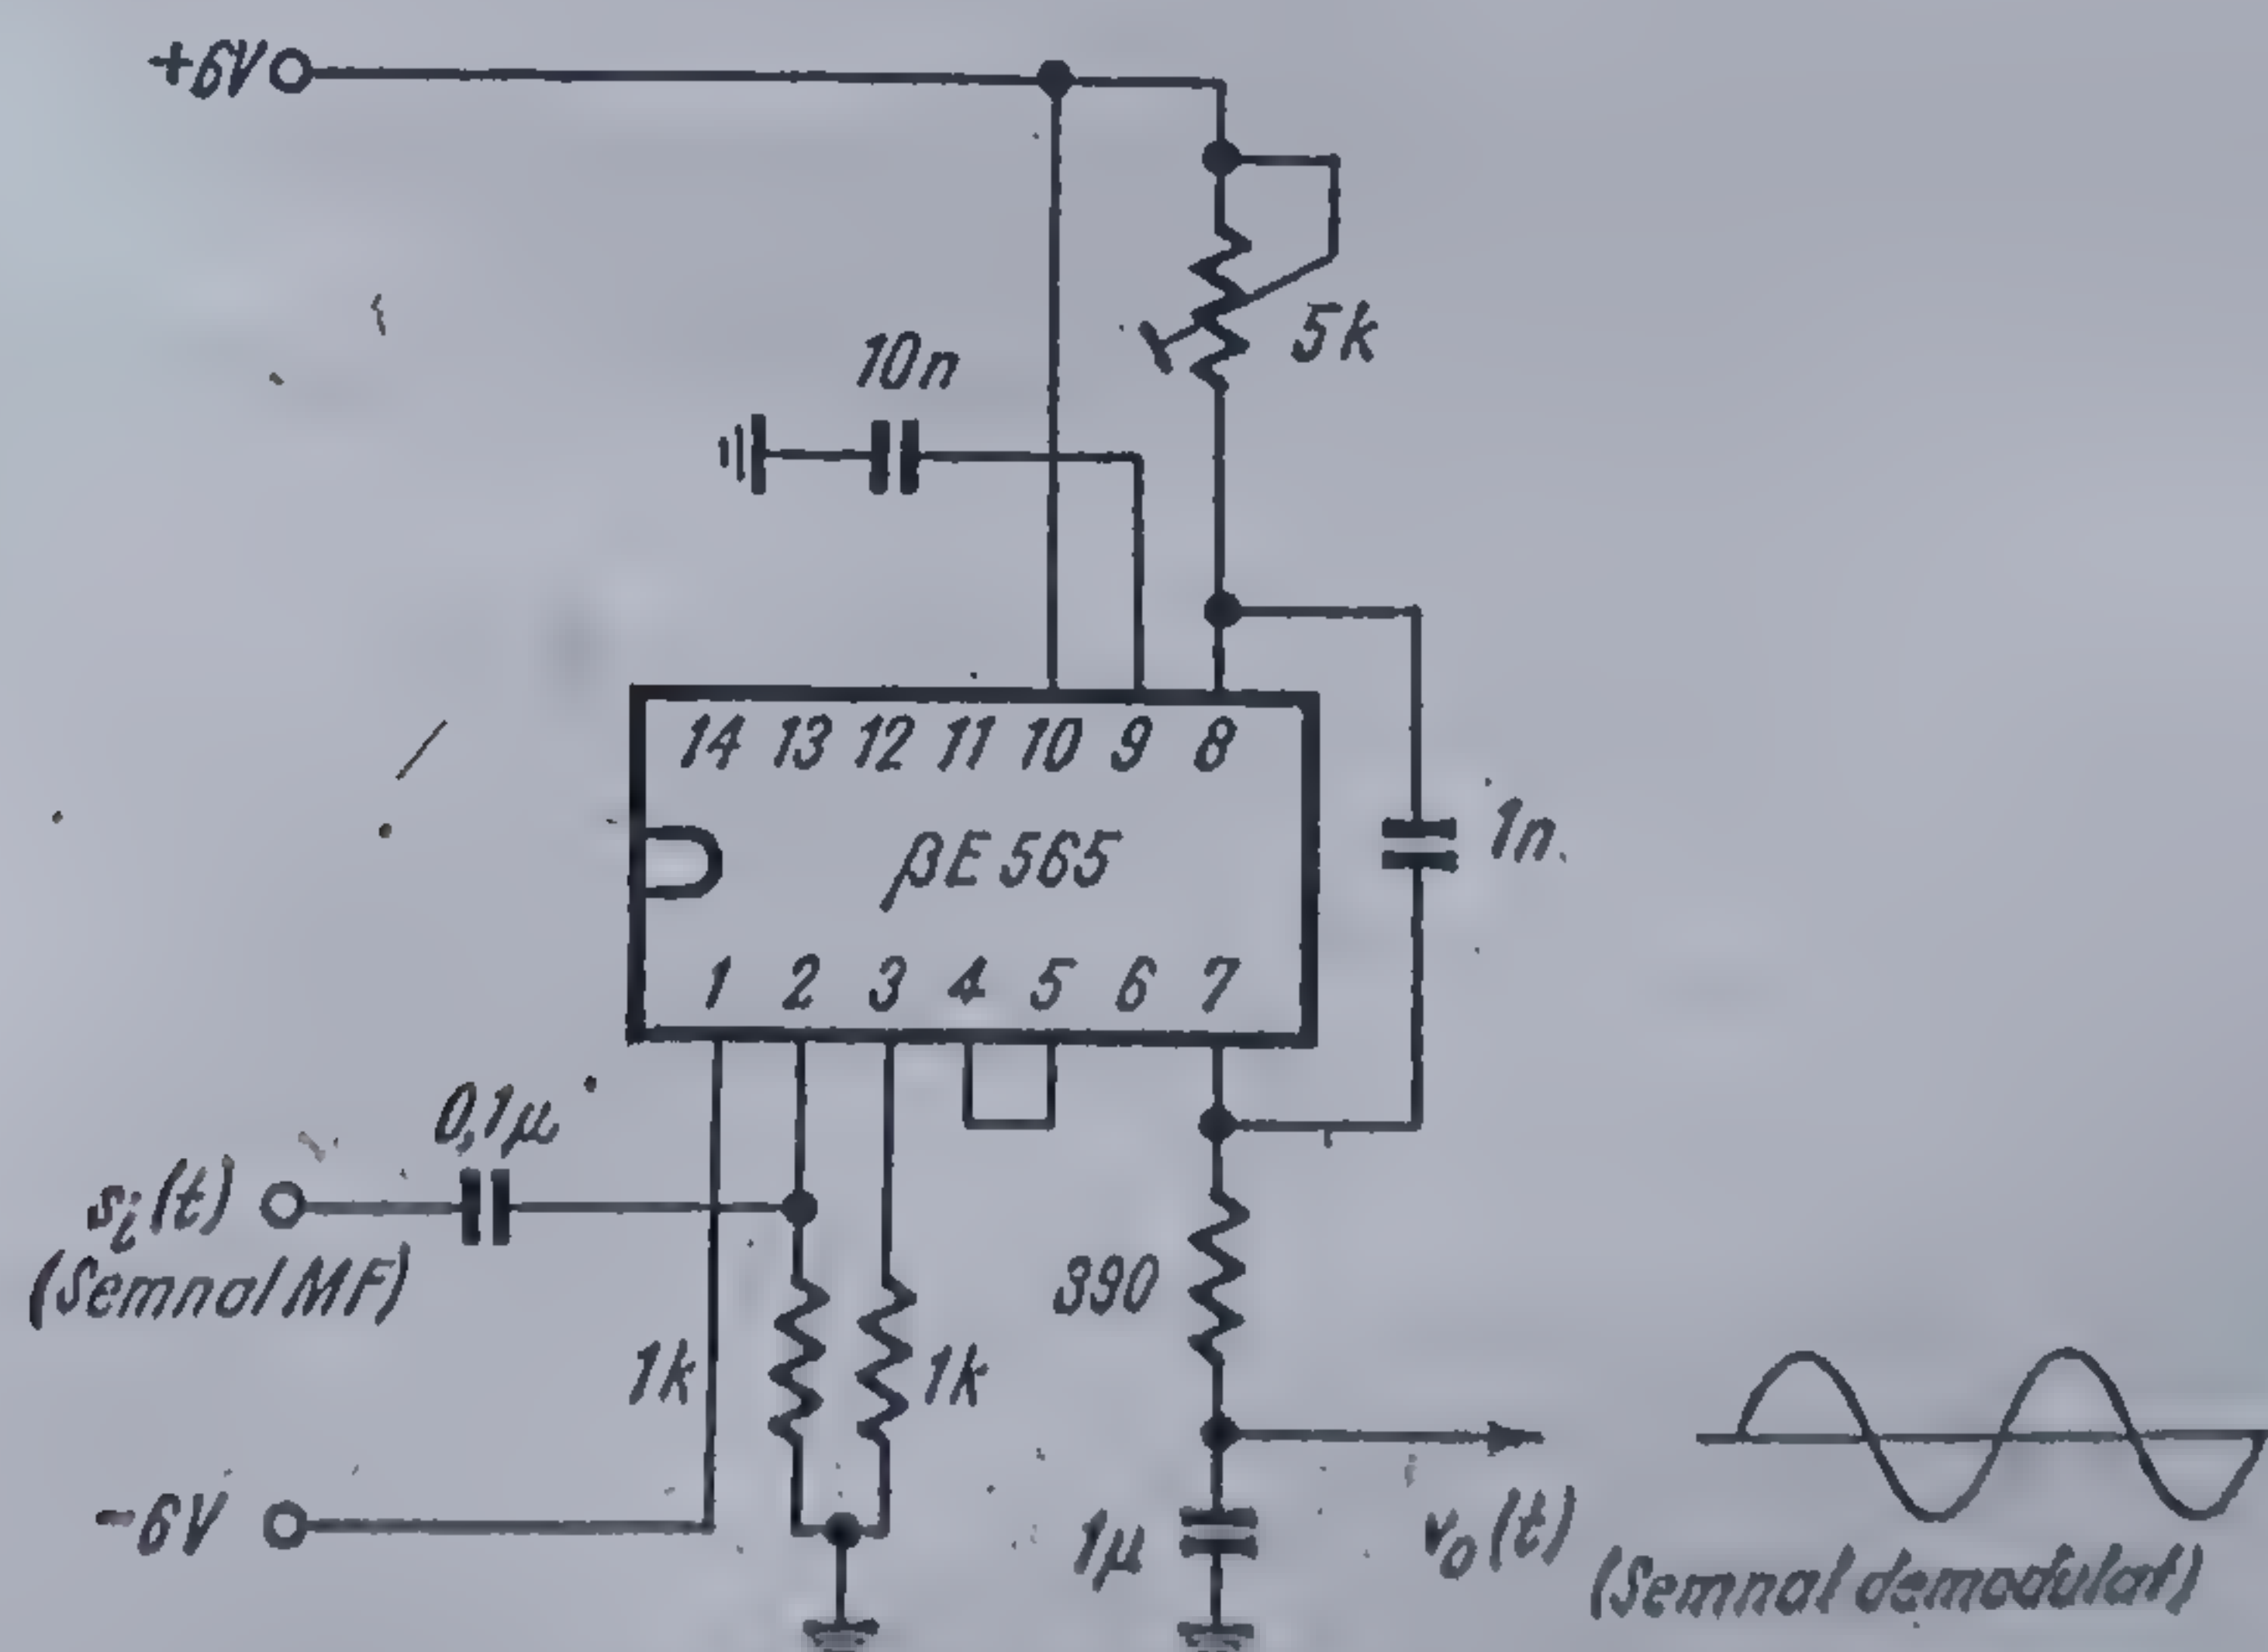 +6V
5k
10n
14 13 12 11 10 9 8
βE 565
1n
1 2 3 4 5 6 7
0,1μ
si(t)
(Semnal MF)
390
1k
1k
-6V
1μ
vo(t)
(Semnal demodulat)